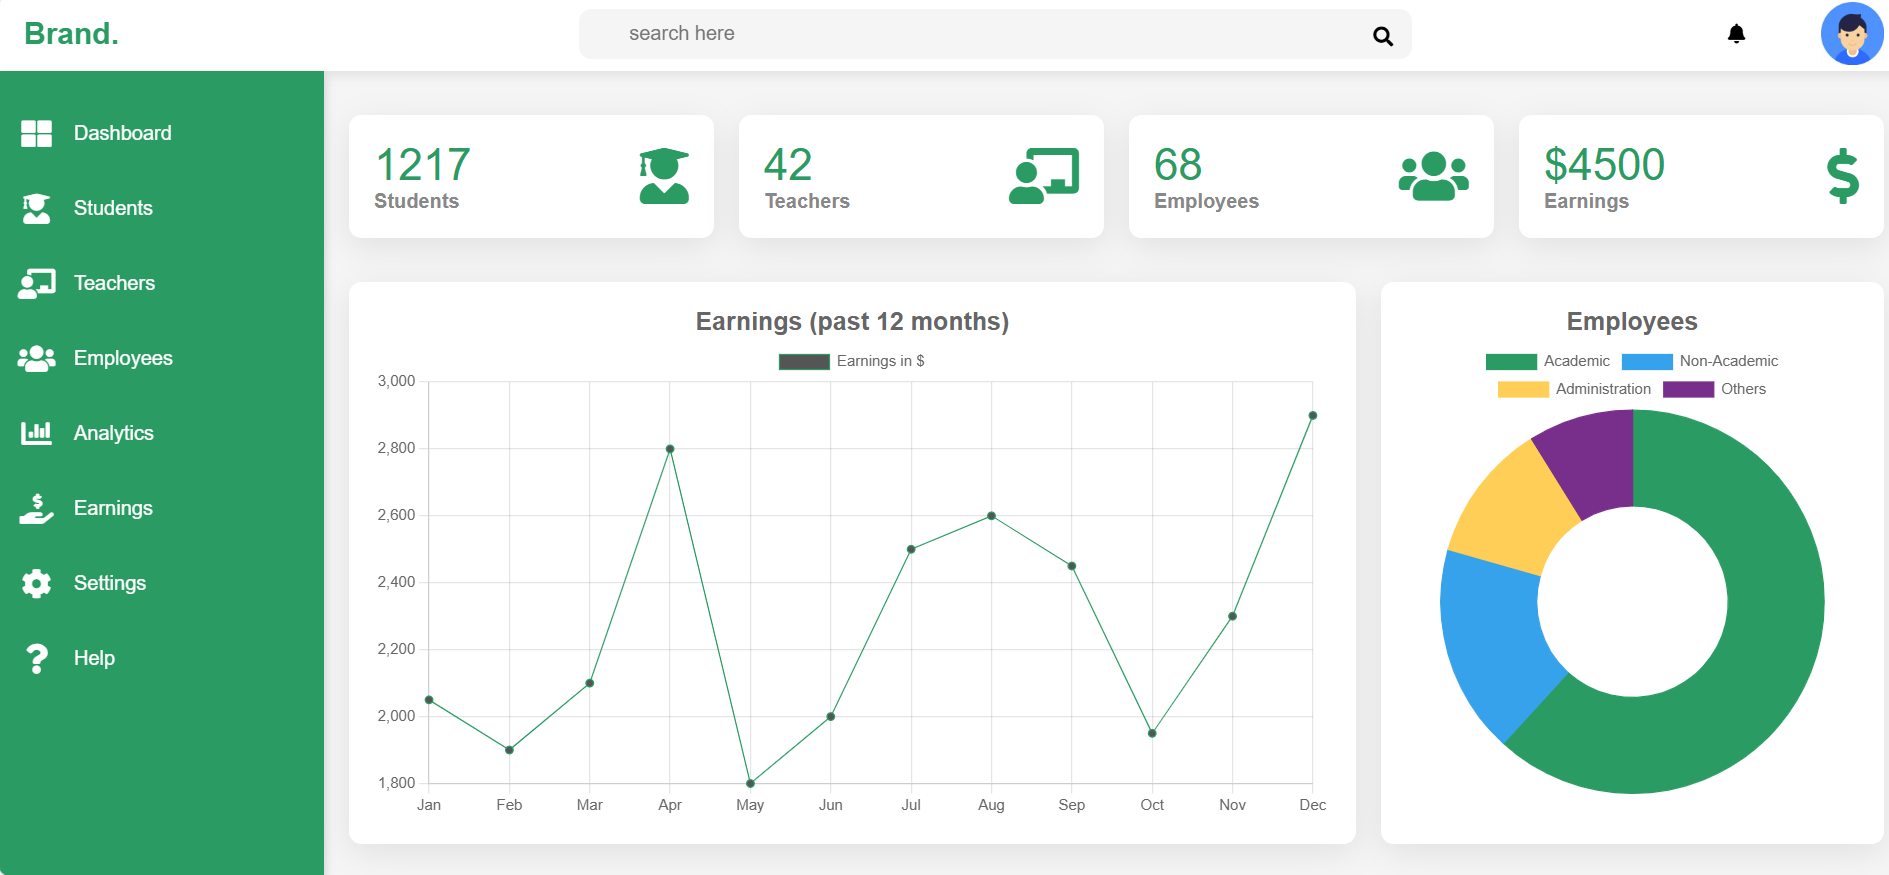 Brand.
search here
Dashboard
Students
Teachers
Employees
Analytics
Earnings
Settings
Help
1217
Students
42
Teachers
68
Employees
$4500
Earnings
Earnings (past 12 months)
Earnings in $
3,000
2,800
2,600
2,400
2,200
2,000
1,800
Jan Feb Mar Apr May Jun Jul Aug Sep Oct Nov Dec
Employees
Academic Non-Academic
Administration Others